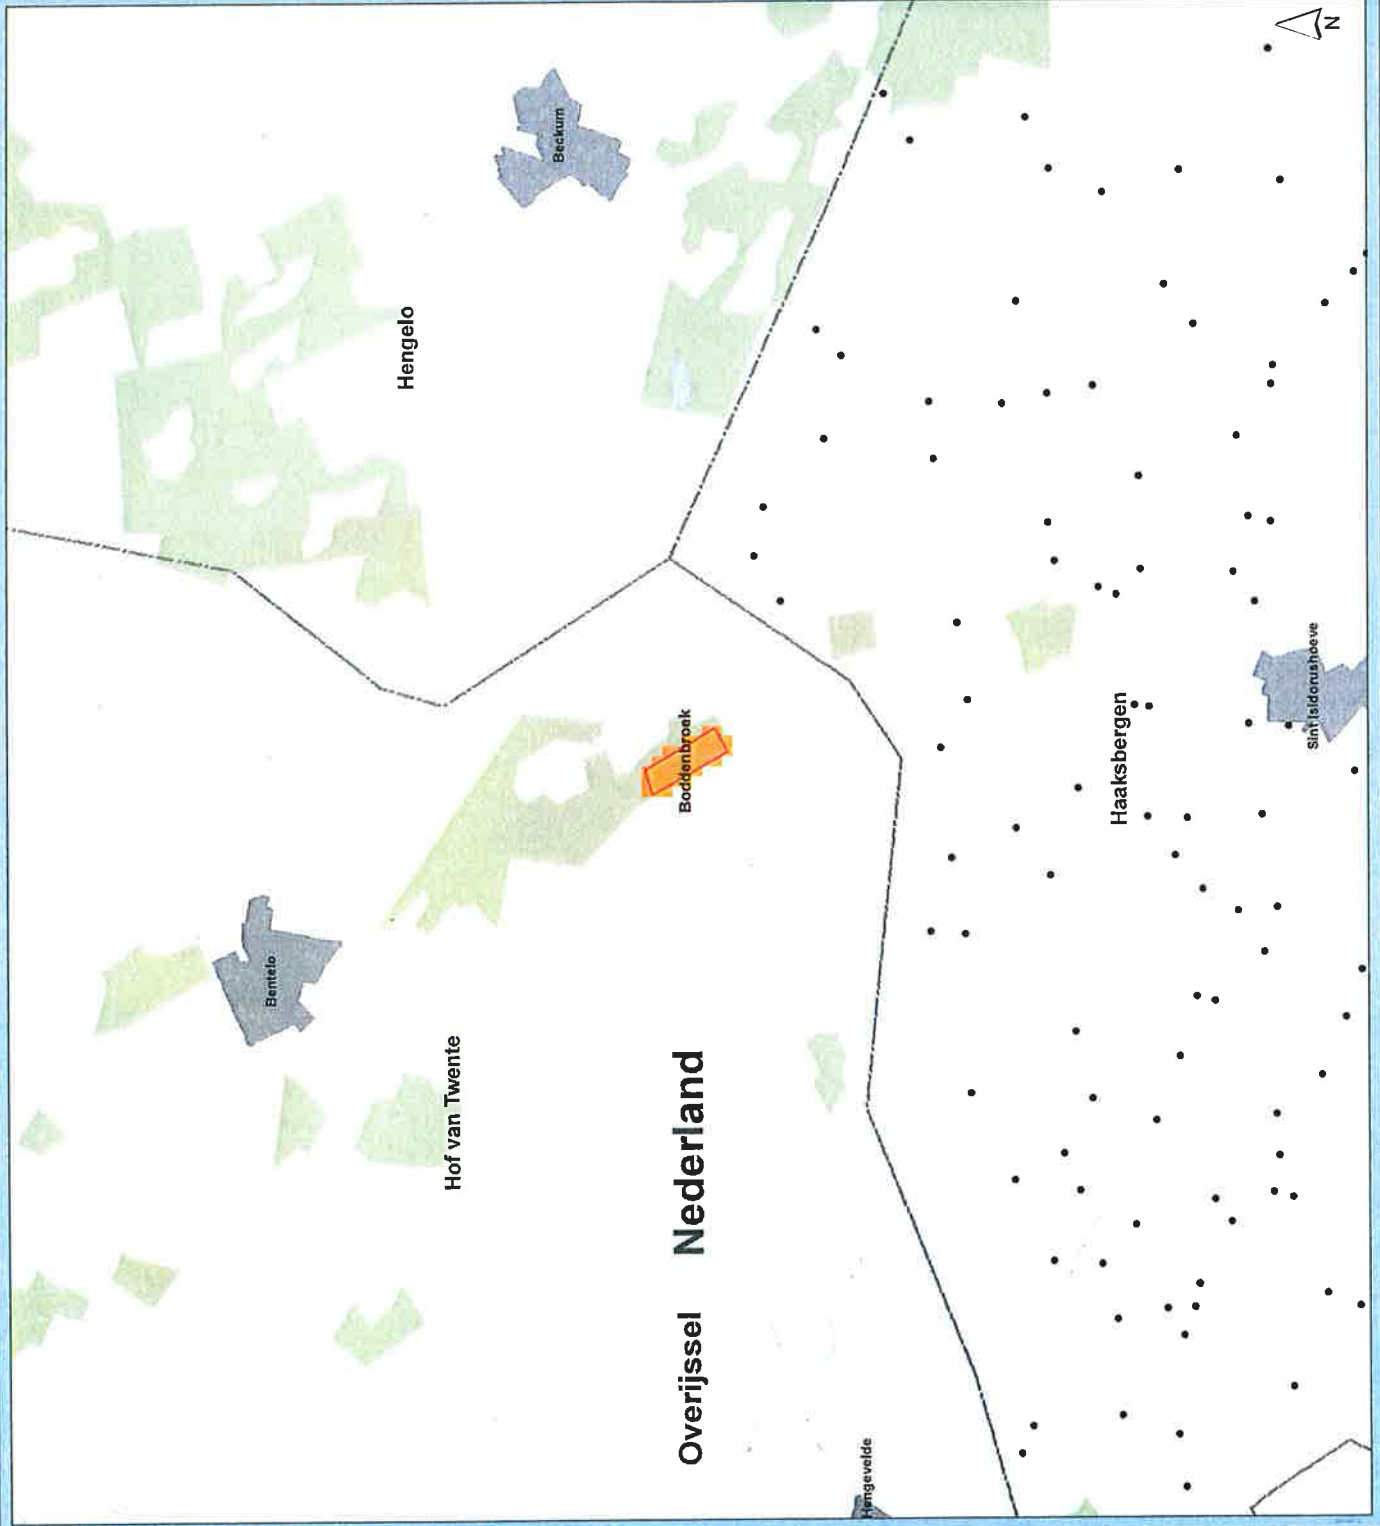 Beckum
Hengelo
Boddenbroek
Bentelo
Hof van Twente
Nederland
Overijssel
Haaksbergen
Sint Isidorushoeve
Hengevelde
N